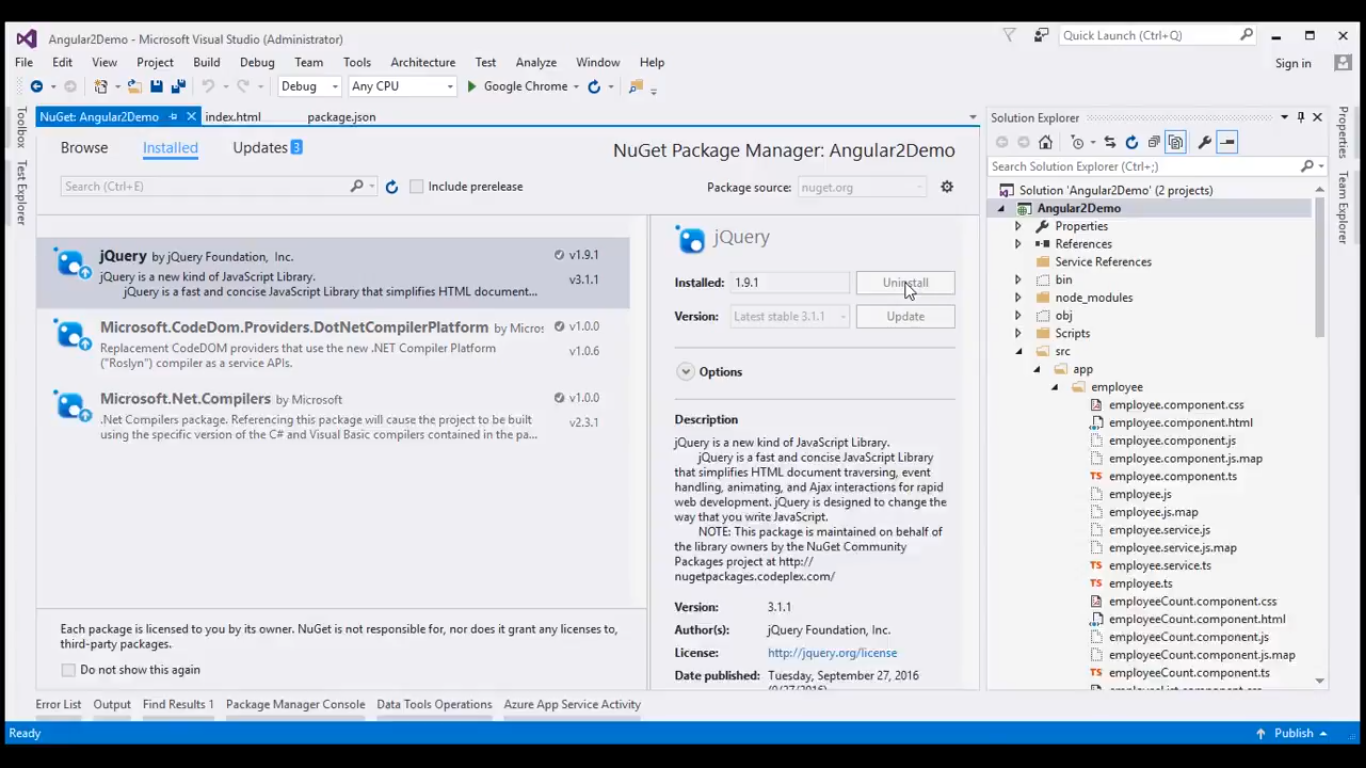 Angular2Demo - Microsoft Visual Studio (Administrator)
Quick Launch (Ctrl+Q)
File Edit View Project Build Debug Team Tools Architecture Test Analyze Window Help
Sign in
Debug Any CPU Google Chrome
Toolbox
Test Explorer
NuGet: Angular2Demo index.html package.json
Browse Installed Updates 3
NuGet Package Manager: Angular2Demo
Search (Ctrl+E)
Include prerelease
Package source: nuget.org
jQuery by jQuery Foundation, Inc. v1.9.1
jQuery is a new kind of JavaScript Library. v3.1.1
jQuery is a fast and concise JavaScript Library that simplifies HTML document...
Microsoft.CodeDom.Providers.DotNetCompilerPlatform by Micros v1.0.0
Replacement CodeDOM providers that use the new .NET Compiler Platform v1.0.6
("Roslyn") compiler as a service APIs.
Microsoft.Net.Compilers by Microsoft v1.0.0
.Net Compilers package. Referencing this package will cause the project to be built v2.3.1
using the specific version of the C# and Visual Basic compilers contained in the pa...
Each package is licensed to you by its owner. NuGet is not responsible for, nor does it grant any licenses to,
third-party packages.
Do not show this again
jQuery
Installed: 1.9.1 Uninstall
Version: Latest stable 3.1.1 Update
Options
Description
jQuery is a new kind of JavaScript Library.
jQuery is a fast and concise JavaScript Library
that simplifies HTML document traversing, event
handling, animating, and Ajax interactions for rapid
web development. jQuery is designed to change the
way that you write JavaScript.
NOTE: This package is maintained on behalf of
the library owners by the NuGet Community
Packages project at http://
nugetpackages.codeplex.com/
Version: 3.1.1
Author(s): jQuery Foundation, Inc.
License: http://jquery.org/license
Date published: Tuesday, September 27, 2016
(9/27/2016)
Solution Explorer
Search Solution Explorer (Ctrl+;)
Solution 'Angular2Demo' (2 projects)
Angular2Demo
Properties
References
Service References
bin
node_modules
obj
Scripts
src
app
employee
employee.component.css
employee.component.html
employee.component.js
employee.component.js.map
TS employee.component.ts
employee.js
employee.js.map
employee.service.js
employee.service.js.map
TS employee.service.ts
TS employee.ts
employeeCount.component.css
employeeCount.component.html
employeeCount.component.js
employeeCount.component.js.map
TS employeeCount.component.ts
Properties
Team Explorer
Error List Output Find Results 1 Package Manager Console Data Tools Operations Azure App Service Activity
Ready
Publish